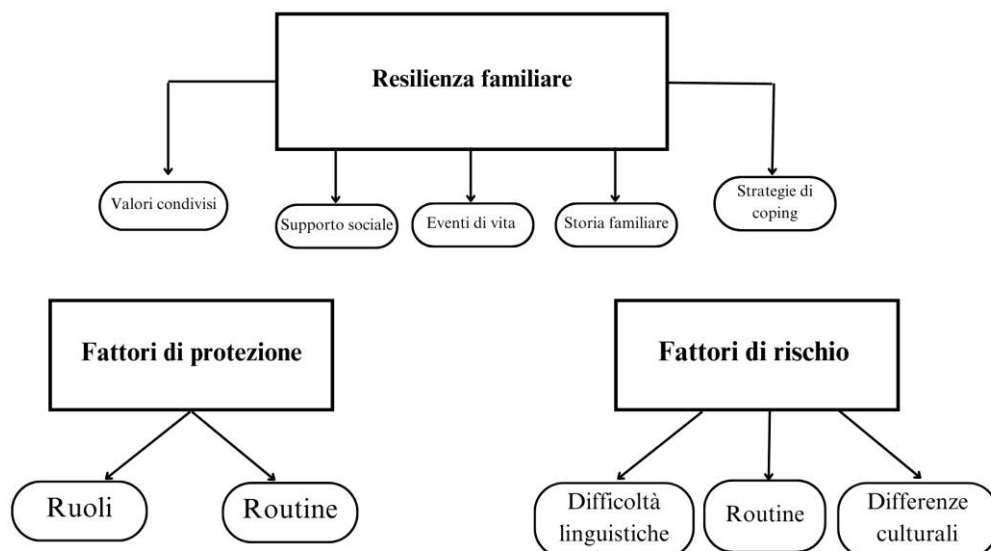 Resilienza familiare
Valori condivisi
Supporto sociale
Eventi di vita
Storia familiare
Strategie di
coping
Fattori di protezione
Fattori di rischio
Ruoli
Routine
Difficoltà
linguistiche
Routine
Differenze
culturali